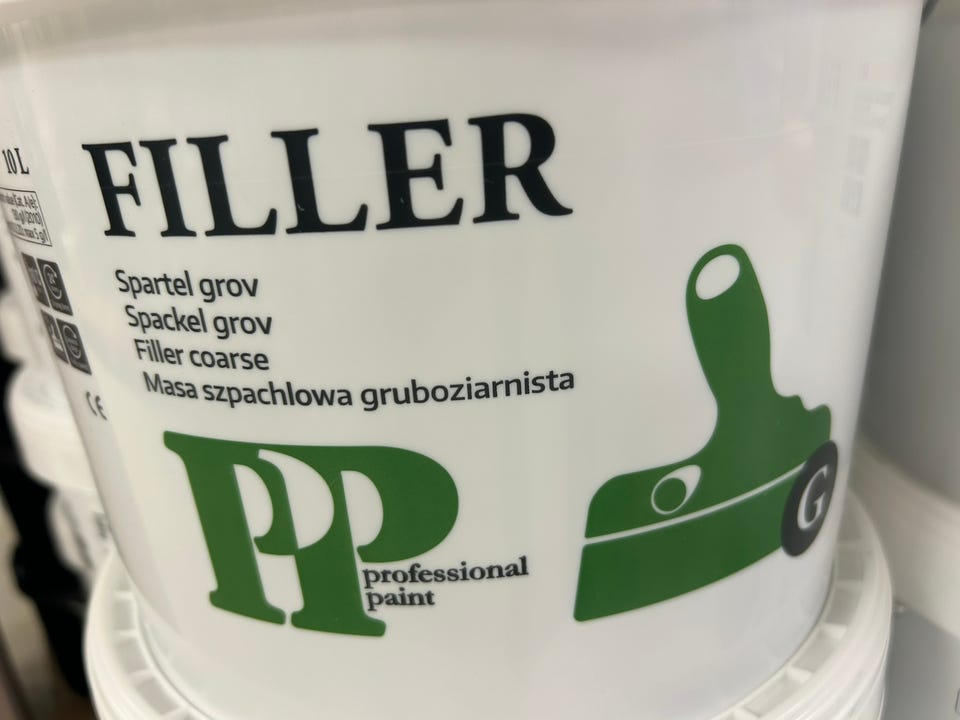 FILLER
10 L
Spartel grov
Spackel grov
Filler coarse
Masa szpachlowa gruboziarnista
CE
PP
professional
paint
G